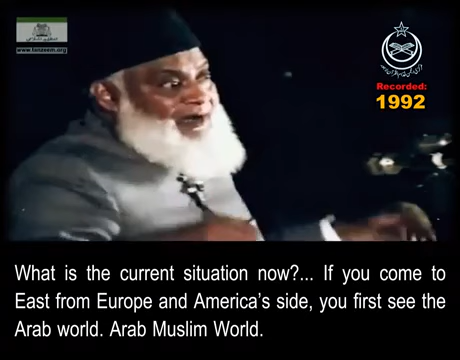 www.tanzeem.org
Recorded:
1992
What is the current situation now?... If you come to
East from Europe and America's side, you first see the
Arab world. Arab Muslim World.